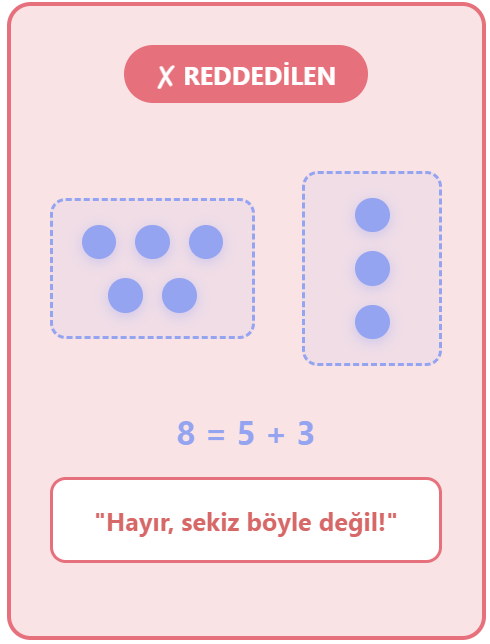 ✗ REDDEDİLEN
8 = 5 + 3
"Hayır, sekiz böyle değil!"